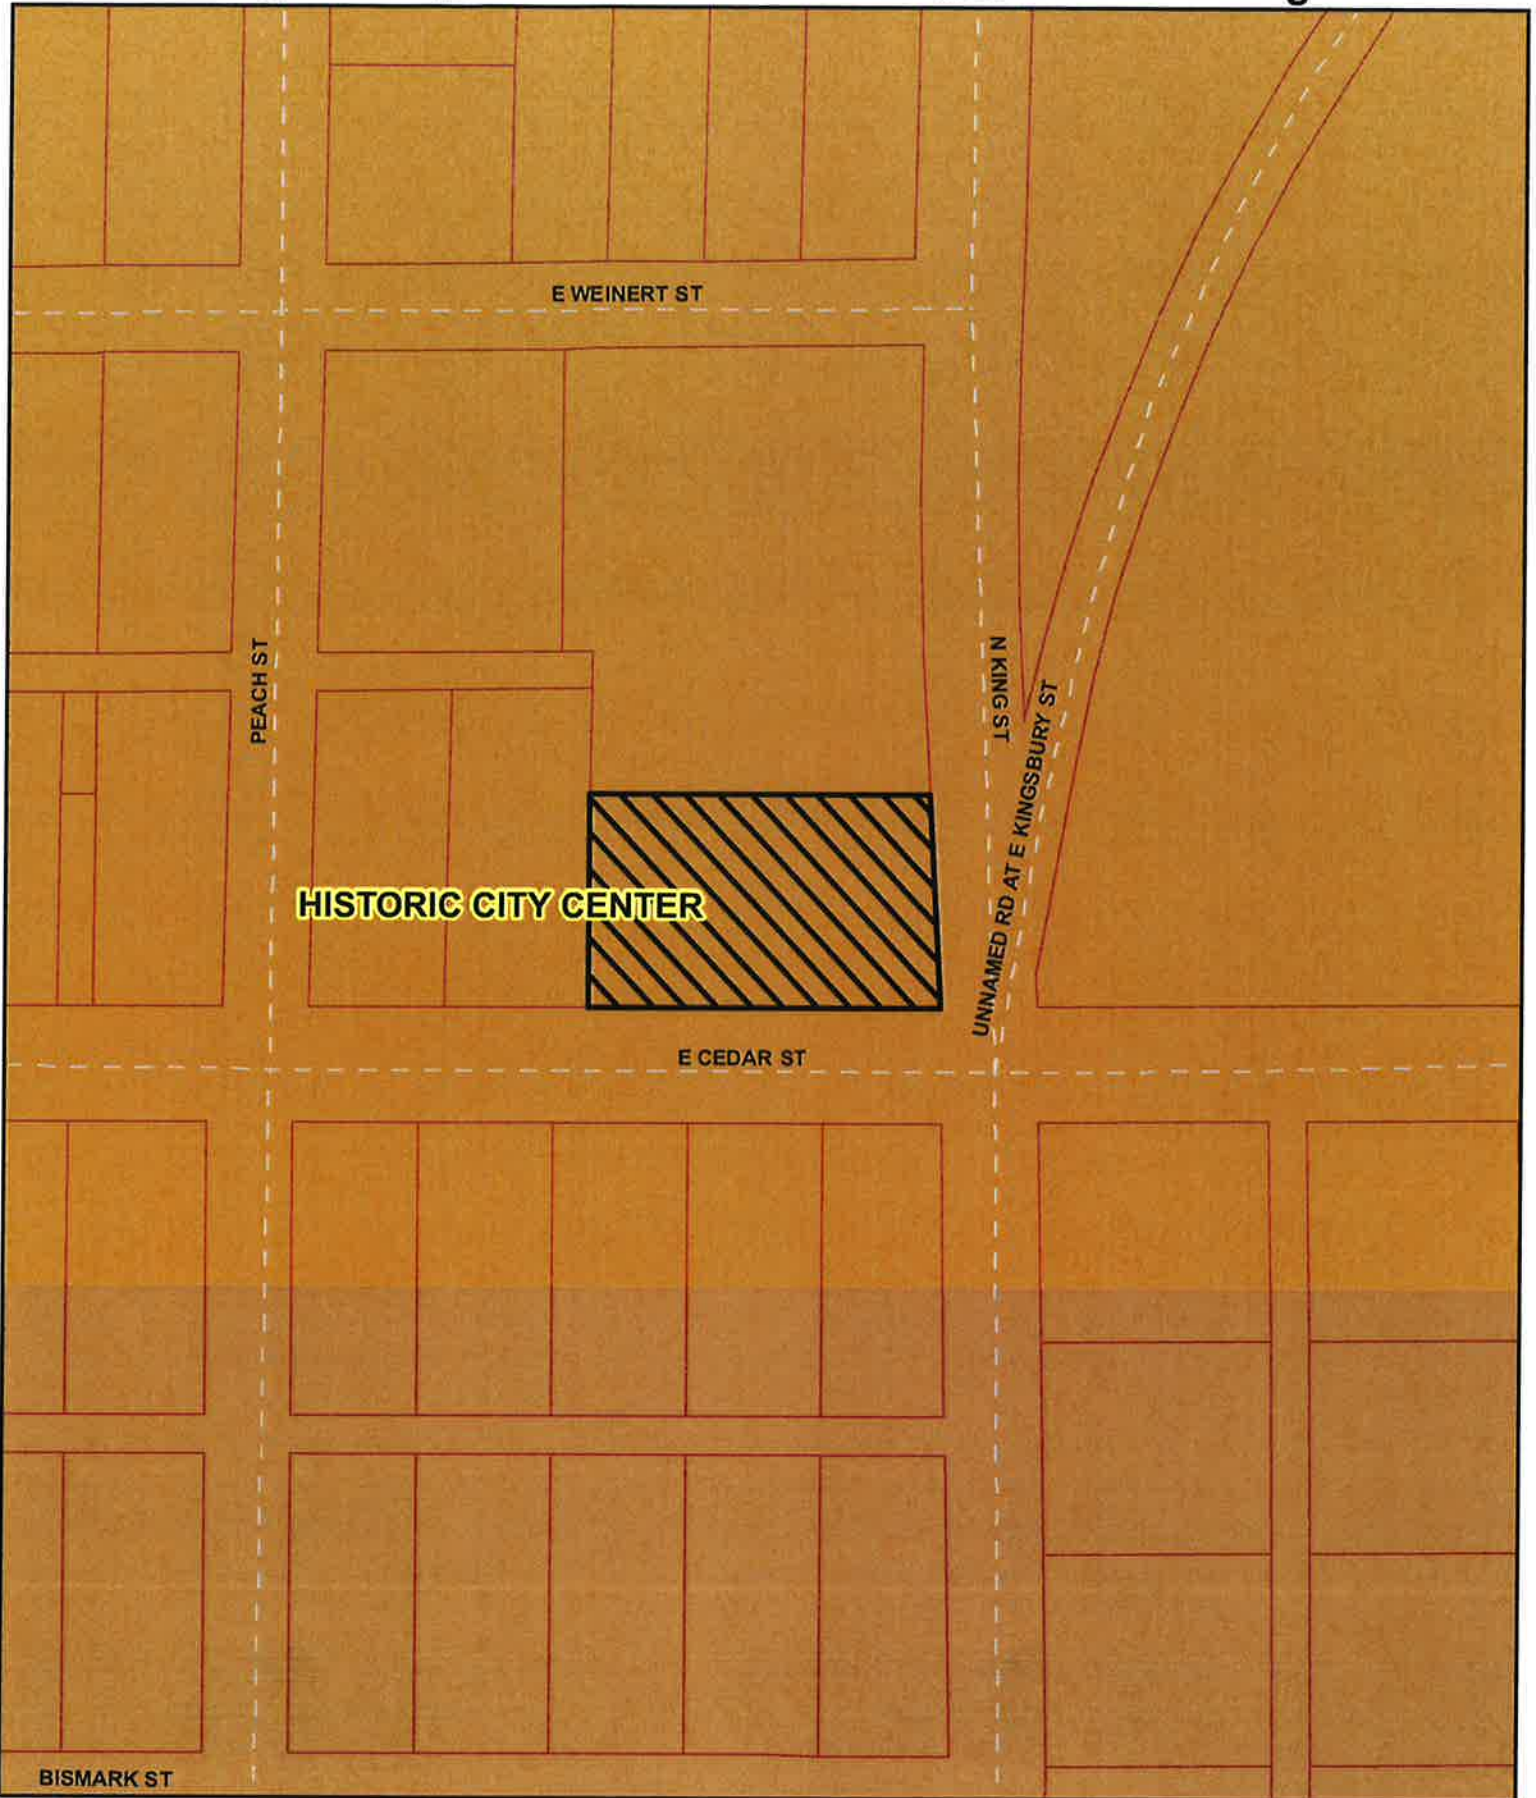 E WEINERT ST
PEACH ST
N KING ST
UNNAMED RD AT E KINGSBURY ST
HISTORIC CITY CENTER
E CEDAR ST
BISMARK ST